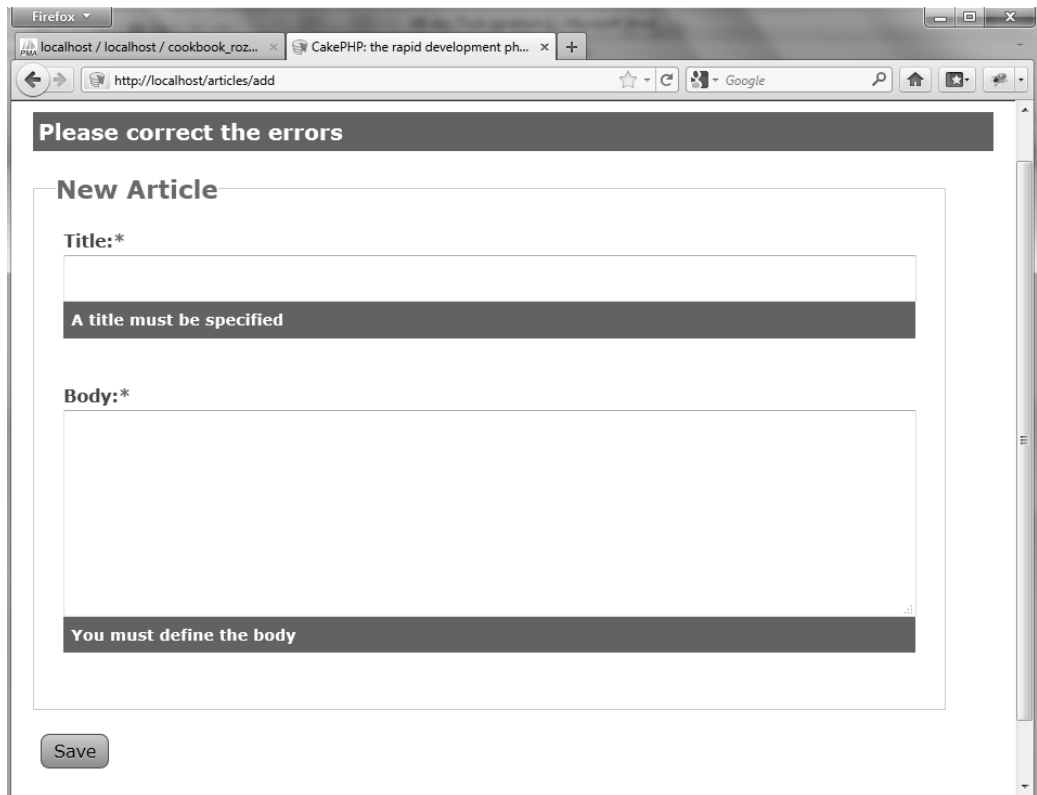 Firefox
localhost / localhost / cookbook_roz...
CakePHP: the rapid development ph...
http://localhost/articles/add
Google
Please correct the errors
New Article
Title:*
A title must be specified
Body:*
You must define the body
Save